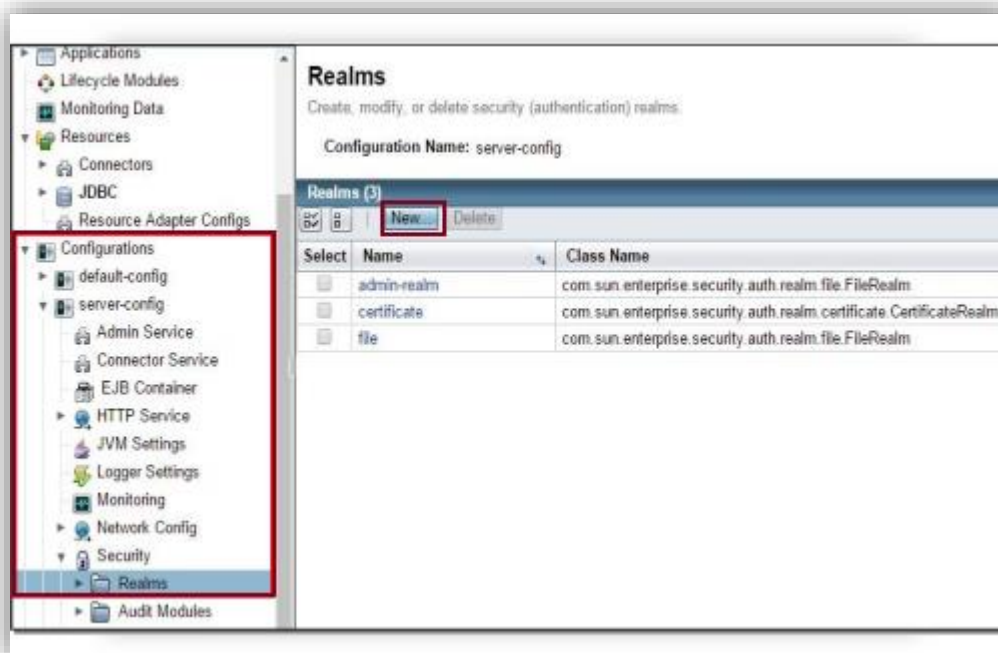 Applications
Lifecycle Modules
Monitoring Data
Resources
Connectors
JDBC
Resource Adapter Configs
Configurations
default-config
server-config
Admin Service
Connector Service
EJB Container
HTTP Service
JVM Settings
Logger Settings
Monitoring
Network Config
Security
Realms
Audit Modules
Realms
Create, modify, or delete security (authentication) realms.
Configuration Name: server-config
Realms (3)
New... Delete
Select Name Class Name
admin-realm com.sun.enterprise.security.auth.realm.file.FileRealm
certificate com.sun.enterprise.security.auth.realm.certificate.CertificateRealm
file com.sun.enterprise.security.auth.realm.file.FileRealm